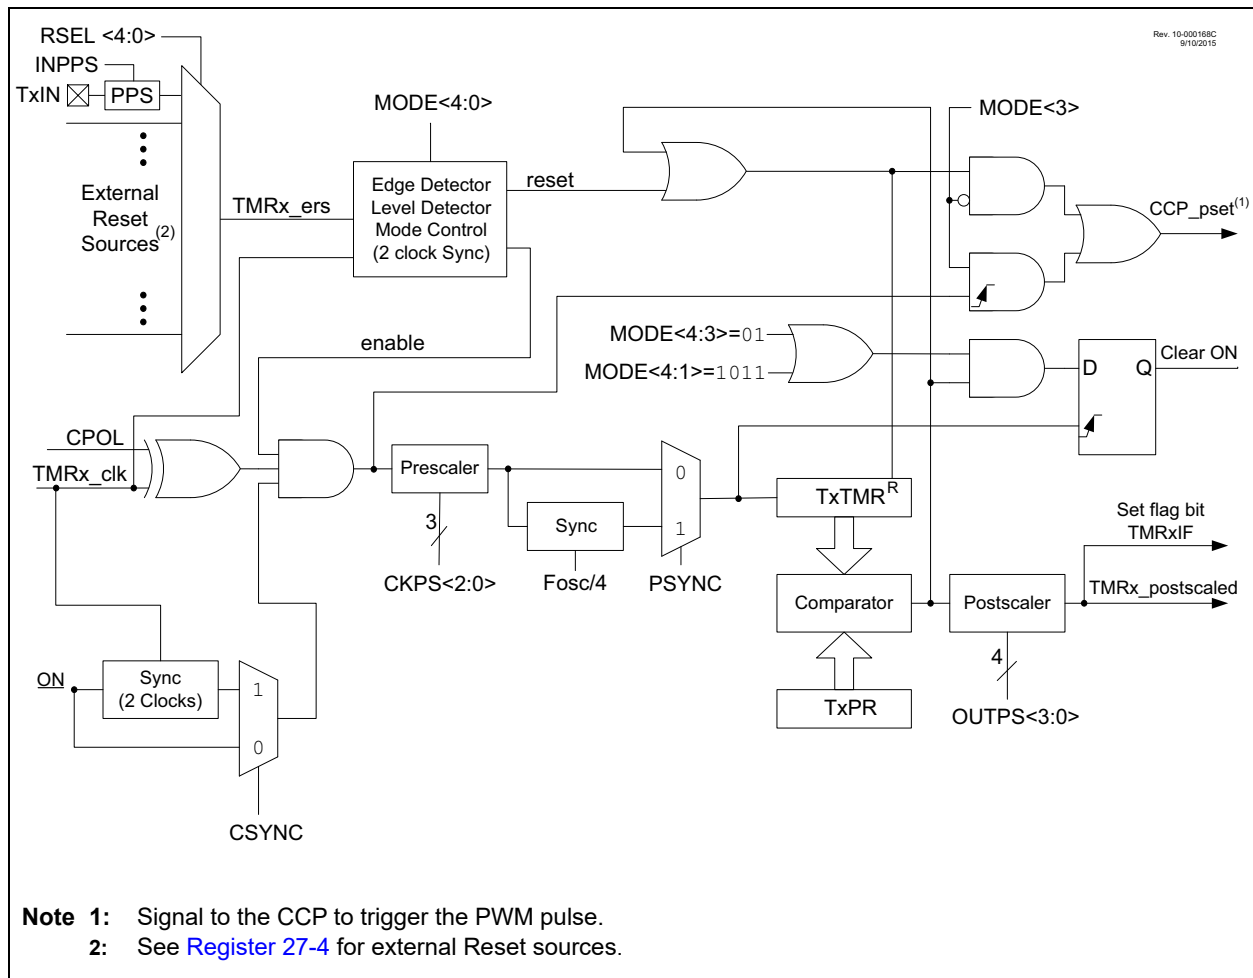 Rev. 10-000168C
9/10/2015
RSEL <4:0>
INPPS
TxIN
PPS
MODE<4:0>
MODE<3>
External
Reset
Sources(2)
TMRx_ers
Edge Detector
Level Detector
Mode Control
(2 clock Sync)
reset
CCP_pset(1)
enable
MODE<4:3>=01
MODE<4:1>=1011
D
Q
Clear ON
CPOL
TMRx_clk
Prescaler
3
CKPS<2:0>
Sync
Fosc/4
0
1
PSYNC
TxTMR R
Set flag bit
TMRxIF
Comparator
Postscaler
TMRx_postscaled
4
OUTPS<3:0>
TxPR
ON
Sync
(2 Clocks)
1
0
CSYNC
Note 1: Signal to the CCP to trigger the PWM pulse.
2: See Register 27-4 for external Reset sources.